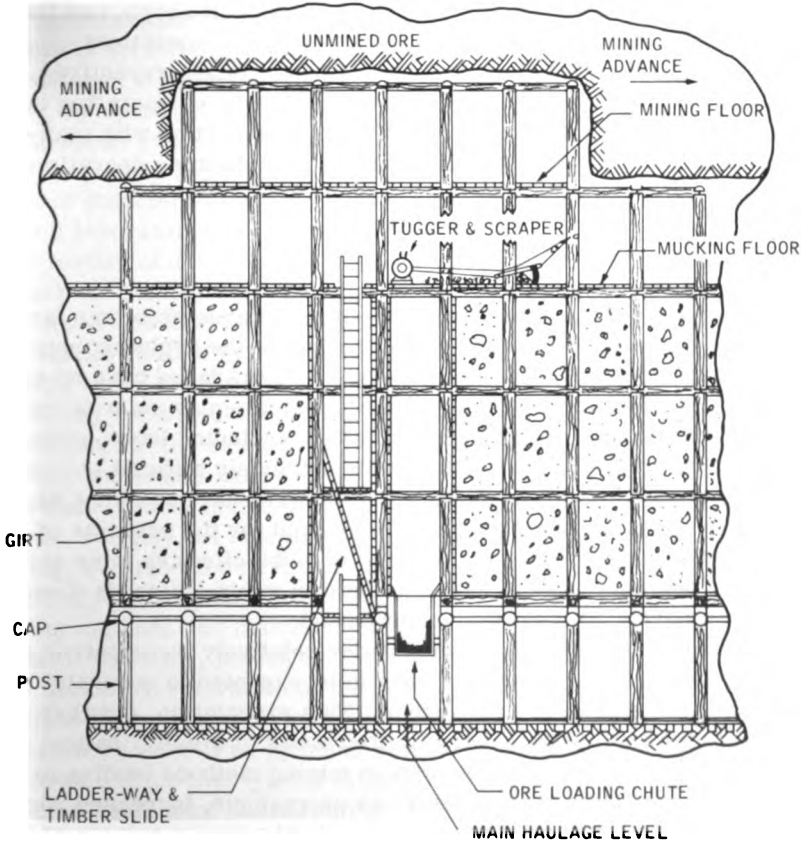 UNMINED ORE
MINING
ADVANCE
MINING
ADVANCE
MINING FLOOR
TUGGER & SCRAPER
MUCKING FLOOR
GIRT
CAP
POST
LADDER-WAY &
TIMBER SLIDE
ORE LOADING CHUTE
MAIN HAULAGE LEVEL